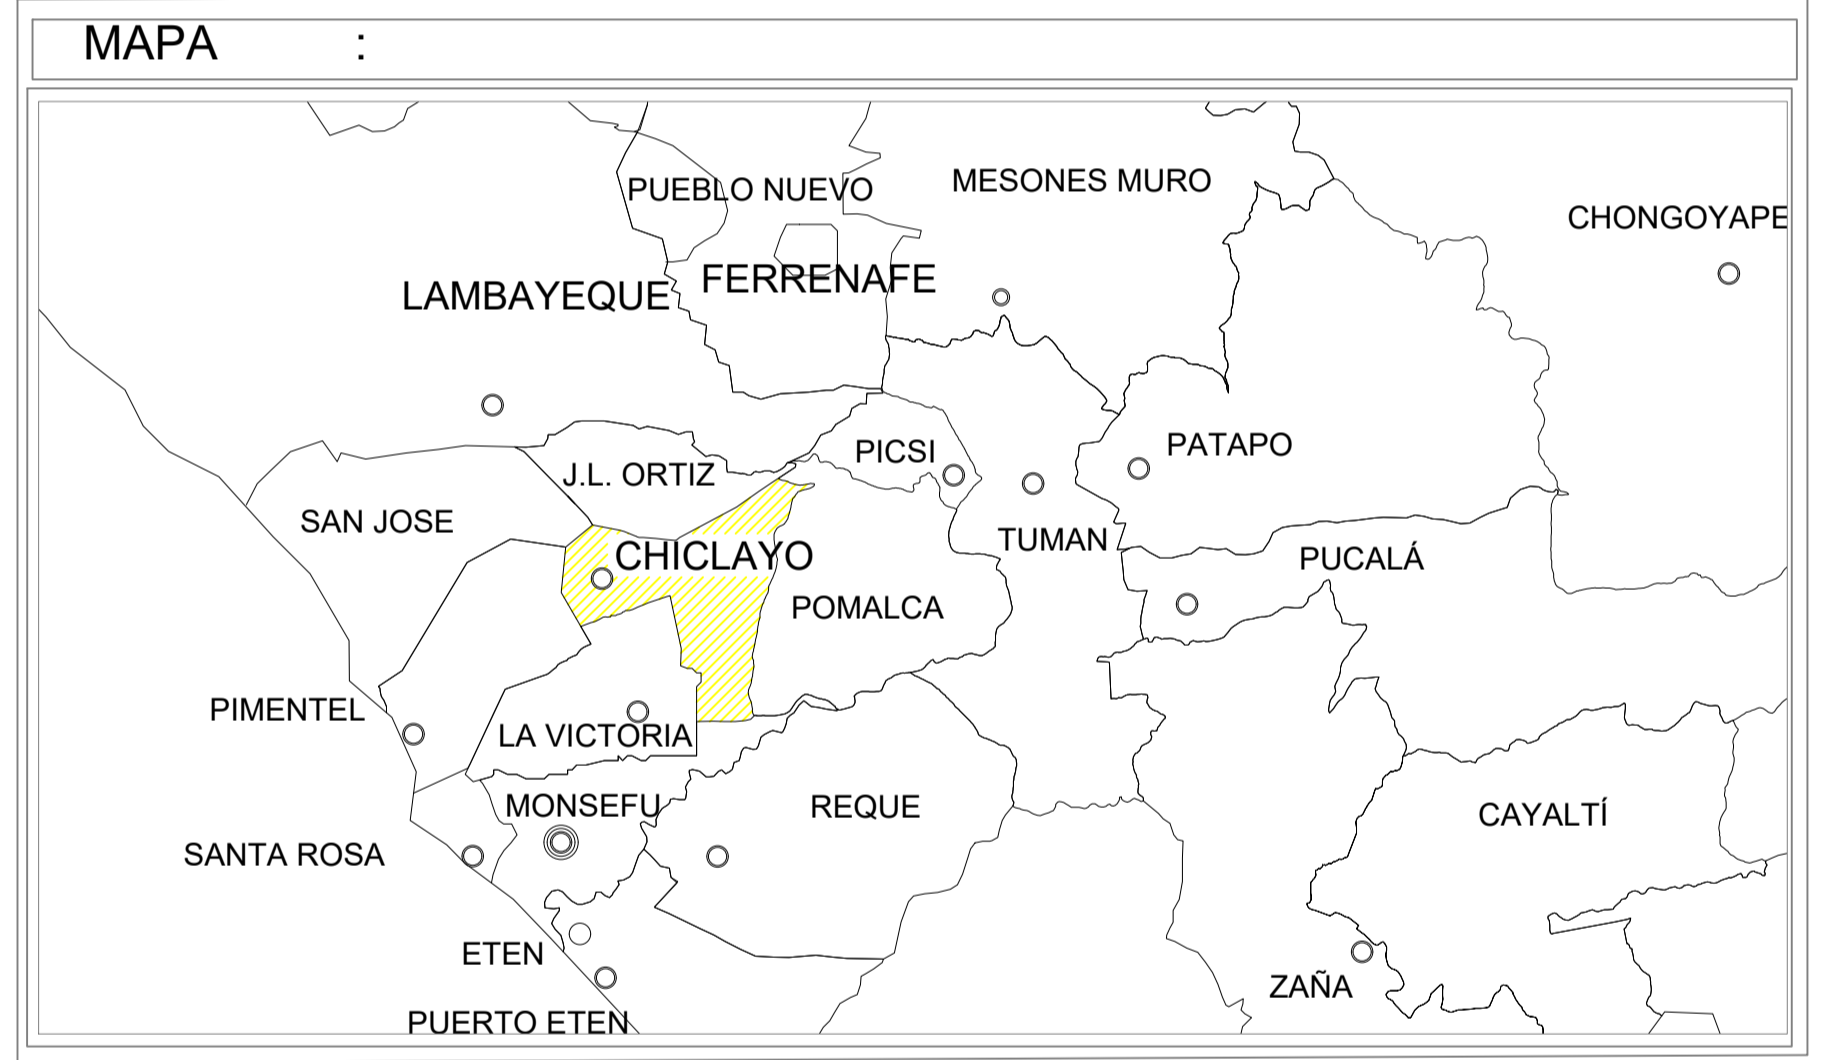 MAPA :
MESONES MURO
PUEBLO NUEVO
CHONGOYAPE
FERRENAFE
LAMBAYEQUE
PATAPO
PICSI
J.L. ORTIZ
SAN JOSE
TUMAN
CHICLAYO
PUCALÁ
POMALCA
PIMENTEL
LA VICTORIA
MONSEFU
REQUE
CAYALTÍ
SANTA ROSA
ETEN
ZAÑA
PUERTO ETEN